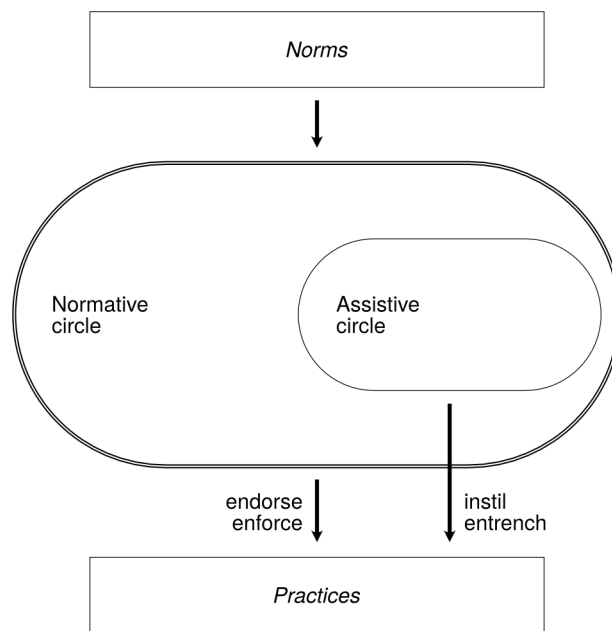 Norms
Normative
circle
Assistive
circle
endorse
enforce
instil
entrench
Practices